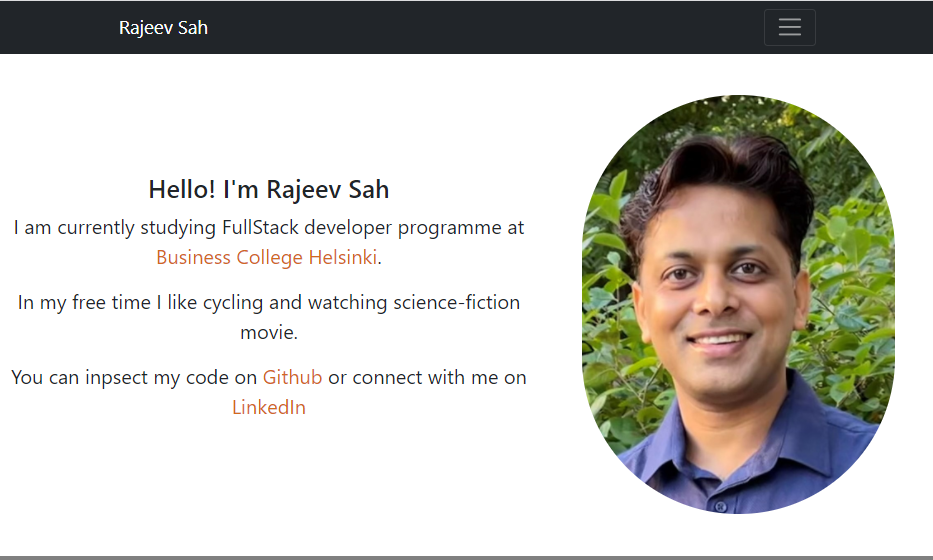 Rajeev Sah
Hello! I'm Rajeev Sah
I am currently studying FullStack developer programme at
Business College Helsinki.
In my free time I like cycling and watching science-fiction
movie.
You can inpsect my code on Github or connect with me on
LinkedIn